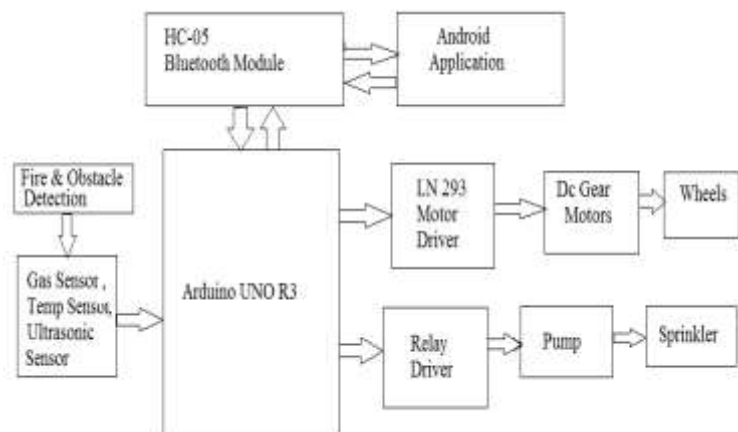 HC-05
Bluetooth Module
Android
Application
Fire & Obstacle
Detection
Gas Sensor ,
Temp Sensor,
Ultrasonic
Sensor
Arduino UNO R3
LN 293
Motor
Driver
Dc Gear
Motors
Wheels
Relay
Driver
Pump
Sprinkler